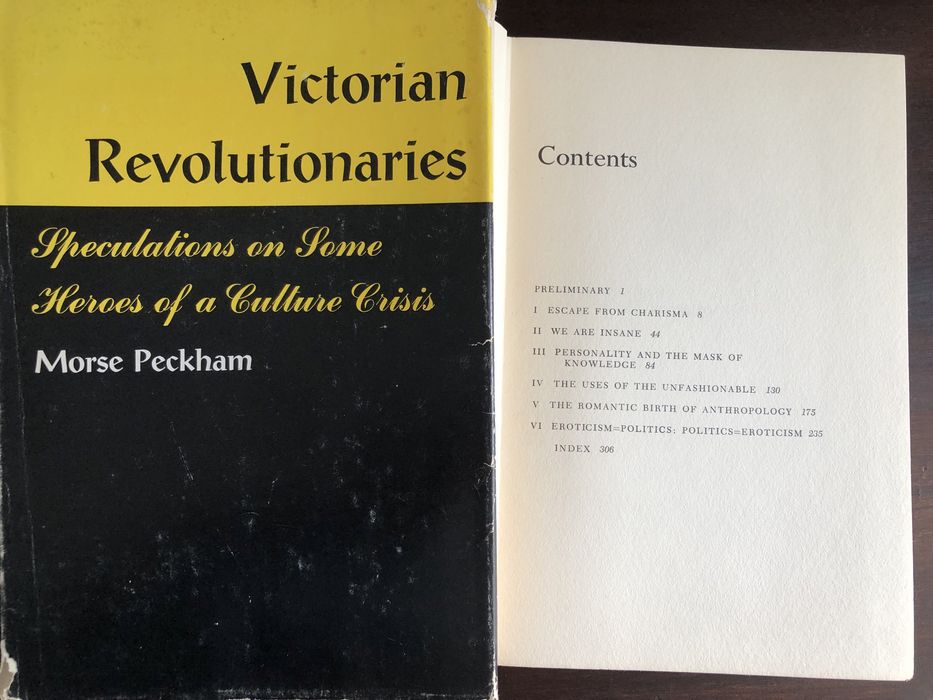 Victorian
Revolutionaries
Speculations on Some
Heroes of a Culture Crisis
Morse Peckham
Contents
PRELIMINARY 1
I ESCAPE FROM CHARISMA 8
II WE ARE INSANE 44
III PERSONALITY AND THE MASK OF
KNOWLEDGE 84
IV THE USES OF THE UNFASHIONABLE 130
V THE ROMANTIC BIRTH OF ANTHROPOLOGY 175
VI EROTICISM=POLITICS: POLITICS=EROTICISM 235
INDEX 306